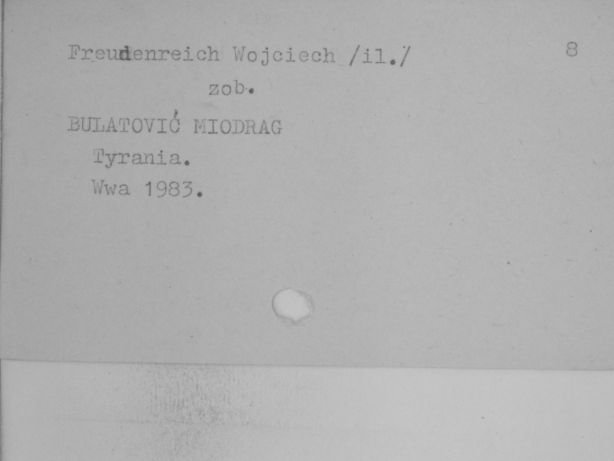 Freudenreich Wojciech /il./ 8
zob.
BULATOVIĆ MIODRAG
Tyrania.
Wwa 1983.